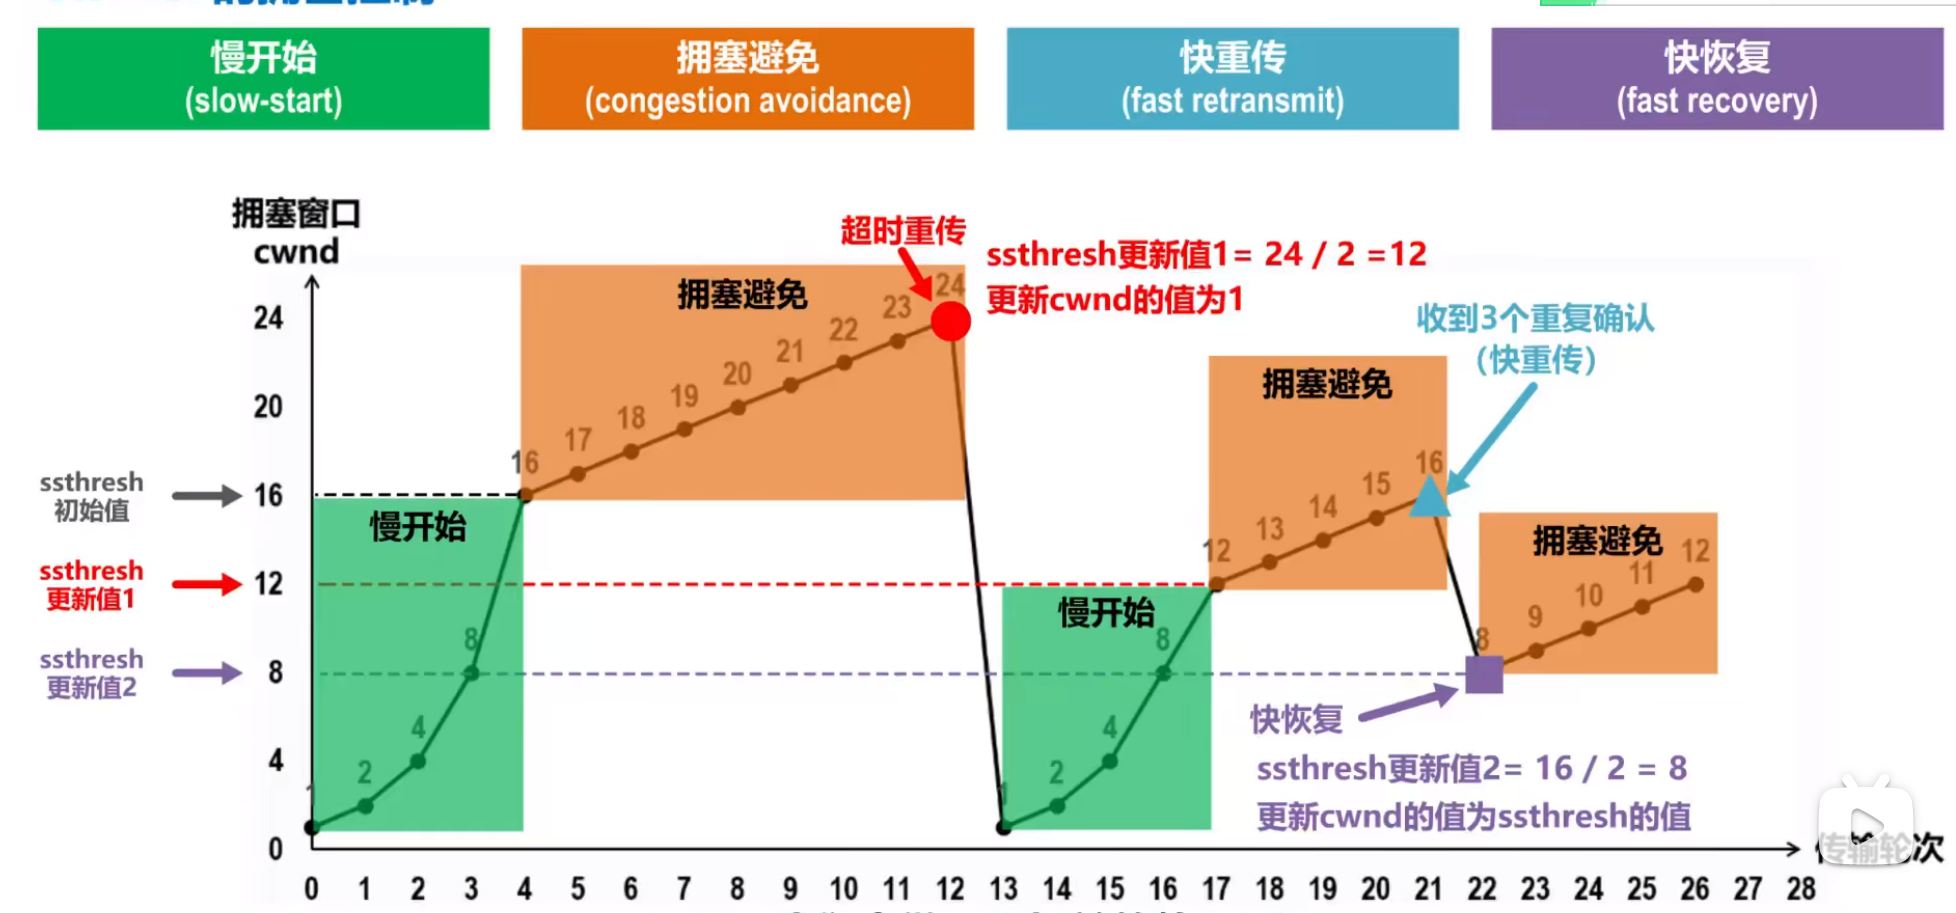 慢开始
(slow-start)
拥塞避免
(congestion avoidance)
快重传
(fast retransmit)
快恢复
(fast recovery)
拥塞窗口
cwnd
超时重传
ssthresh更新值1= 24 / 2 =12
更新cwnd的值为1
收到3个重复确认
(快重传)
拥塞避免
拥塞避免
拥塞避免
慢开始
慢开始
24
20
16
12
8
4
0
ssthresh
初始值
ssthresh
更新值1
ssthresh
更新值2
1
2
4
8
16
17
18
19
20
21
22
23
24
1
2
4
8
12
13
14
15
16
8
9
10
11
12
快恢复
ssthresh更新值2= 16 / 2 = 8
更新cwnd的值为ssthresh的值
传输轮次
0 1 2 3 4 5 6 7 8 9 10 11 12 13 14 15 16 17 18 19 20 21 22 23 24 25 26 27 28